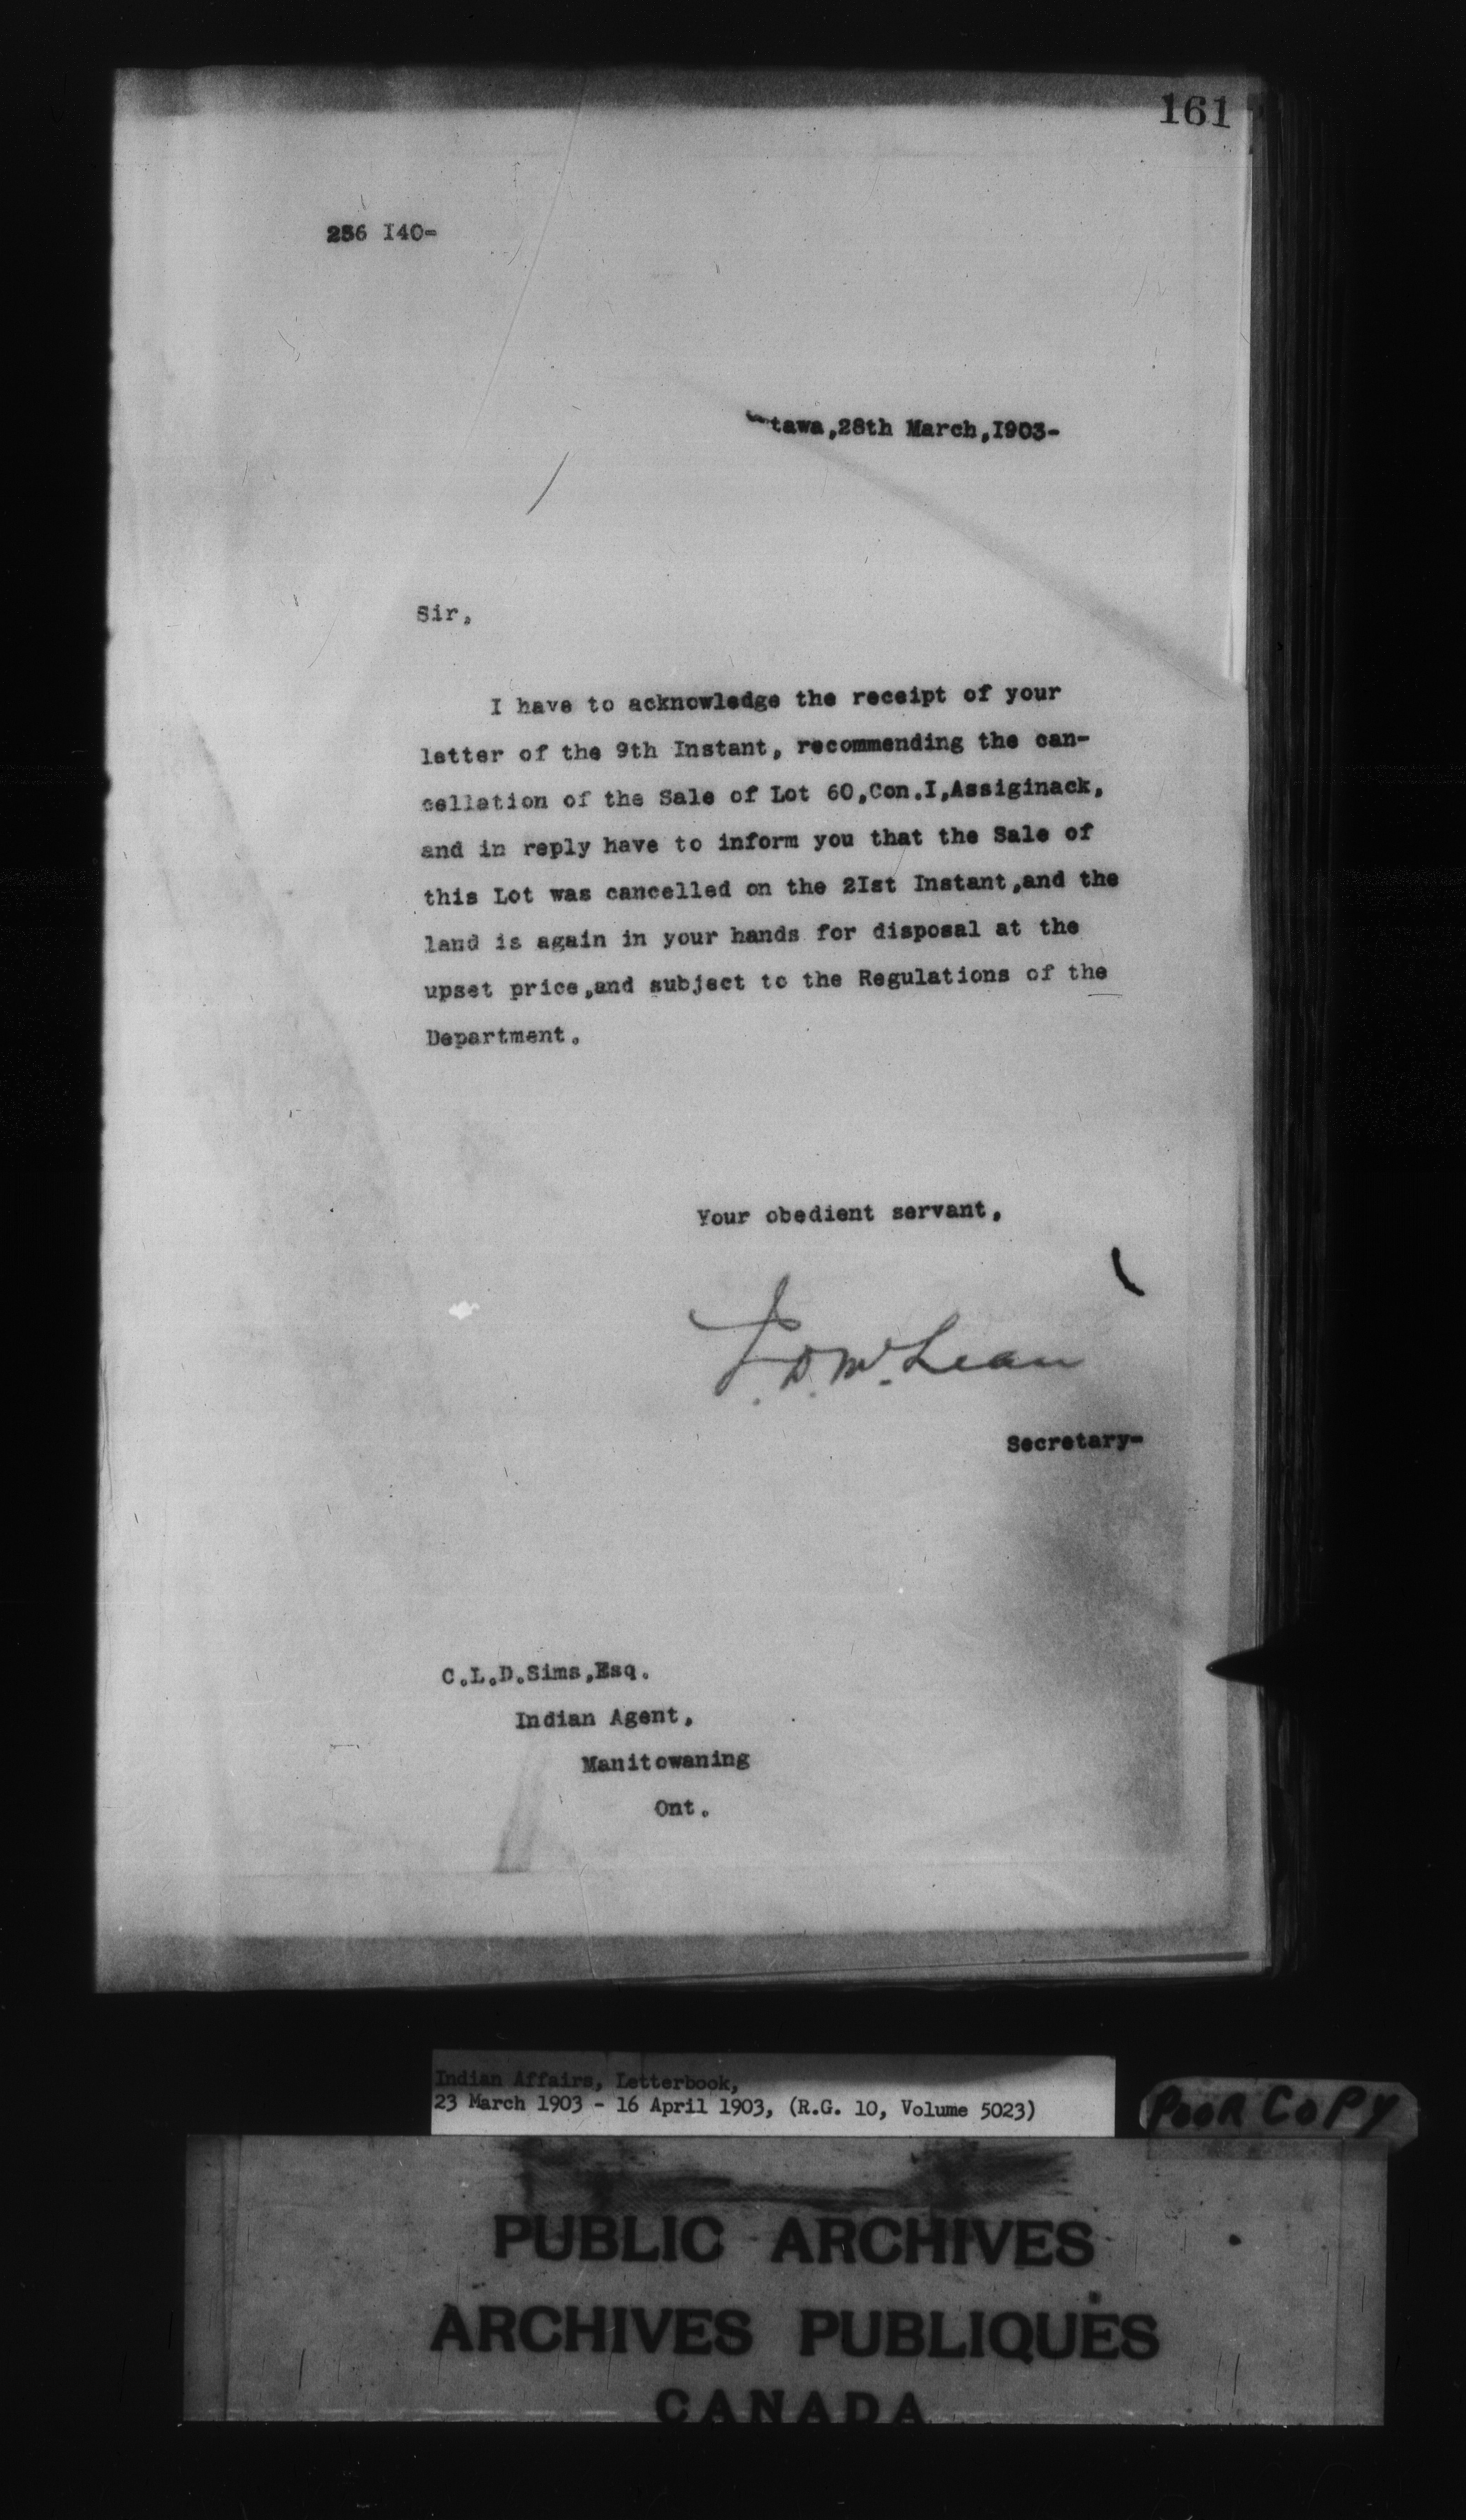 161
256 I40-
Ottawa,28th March,I903-
Sir,
I have to acknowledge the receipt of your
letter of the 9th Instant, recommending the can-
cellation of the Sale of Lot 60,Con.I,Assiginack,
and in reply have to inform you that the Sale of
this Lot was cancelled on the 2Ist Instant,and the
land is again in your hands for disposal at the
upset price,and subject to the Regulations of the
Department.
Your obedient servant,
J. D. McLean
Secretary-
C.L.D.Sims,Esq.
Indian Agent,
Manitowaning
Ont.
Indian Affairs, Letterbook,
23 March 1903 - 16 April 1903, (R.G. 10, Volume 5023)
POOR COPY
PUBLIC ARCHIVES
ARCHIVES PUBLIQUES
CANADA